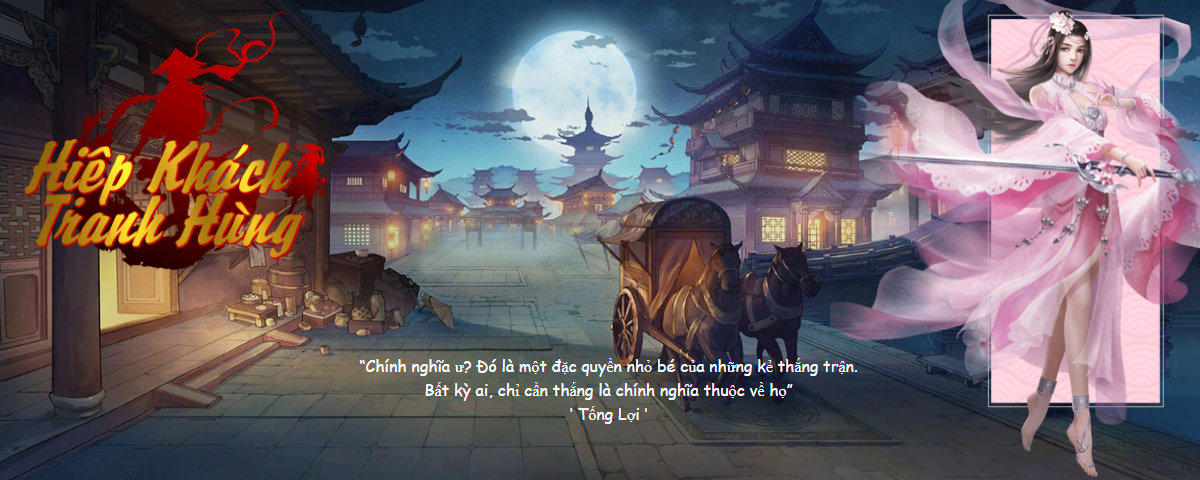 Hiệp Khách
Tranh Hùng
“Chính nghĩa ư? Đó là một đặc quyền nhỏ bé của những kẻ thắng trận.
Bất kỳ ai, chỉ cần thắng là chính nghĩa thuộc về họ”
' Tống Lợi '